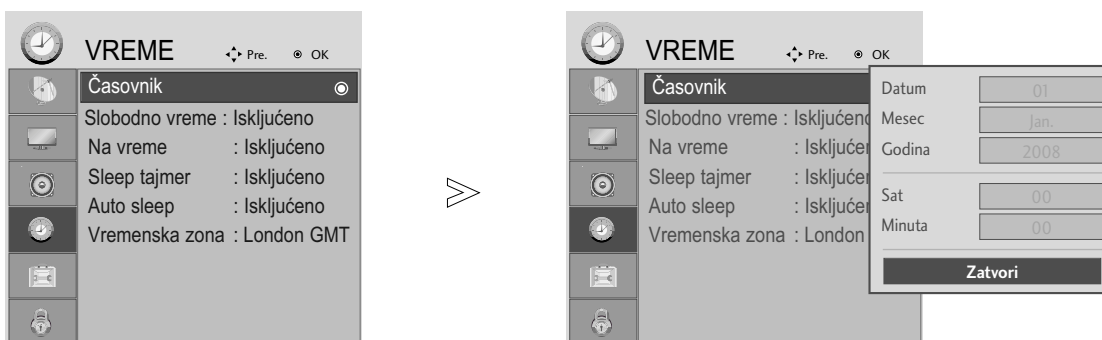 VREME Pre. OK
Časovnik
Slobodno vreme : Isključeno
Na vreme : Isključeno
Sleep tajmer : Isključeno
Auto sleep : Isključeno
Vremenska zona : London GMT
VREME Pre. OK
Časovnik
Slobodno vreme : Isključeno
Na vreme : Isključen
Sleep tajmer : Isključen
Auto sleep : Isključen
Vremenska zona : London
Datum 01
Mesec Jan.
Godina 2008
Sat 00
Minuta 00
Zatvori